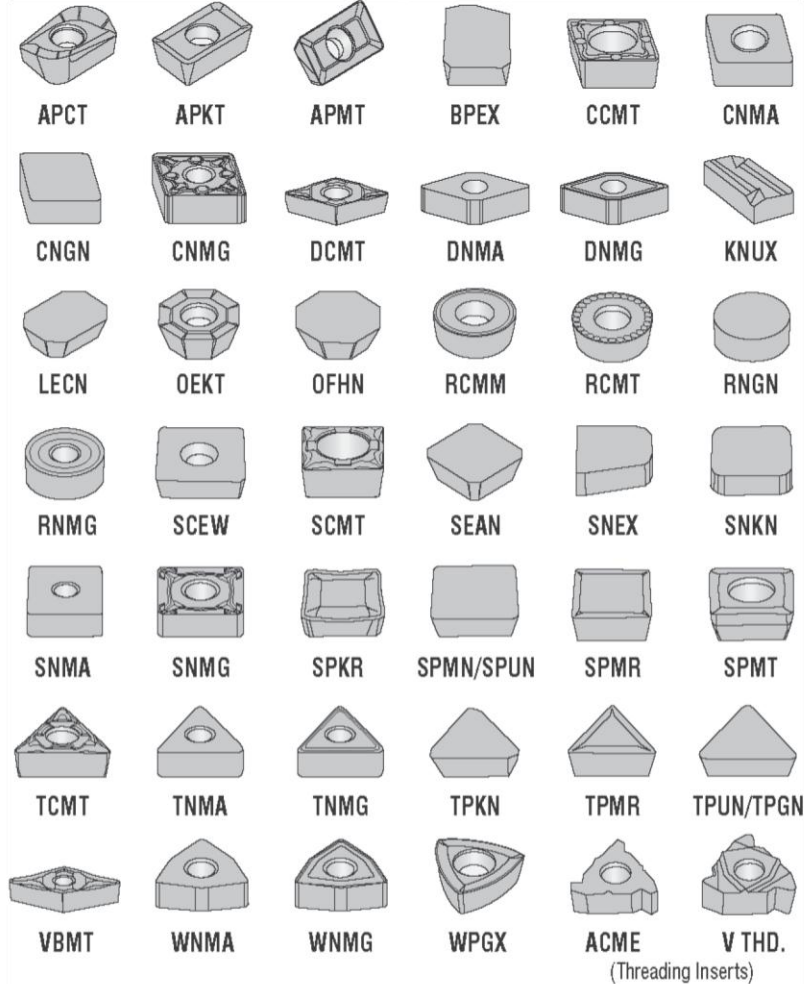 APCT APKT APMT BPEX CCMT CNMA
CNGN CNMG DCMT DNMA DNMG KNUX
LECN OEKT OFHN RCMM RCMT RNGN
RNMG SCEW SCMT SEAN SNEX SNKN
SNMA SNMG SPKR SPMN/SPUN SPMR SPMT
TCMT TNMA TNMG TPKN TPMR TPUN/TPGN
VBMT WNMA WNMG WPGX ACME V THD.
(Threading Inserts)